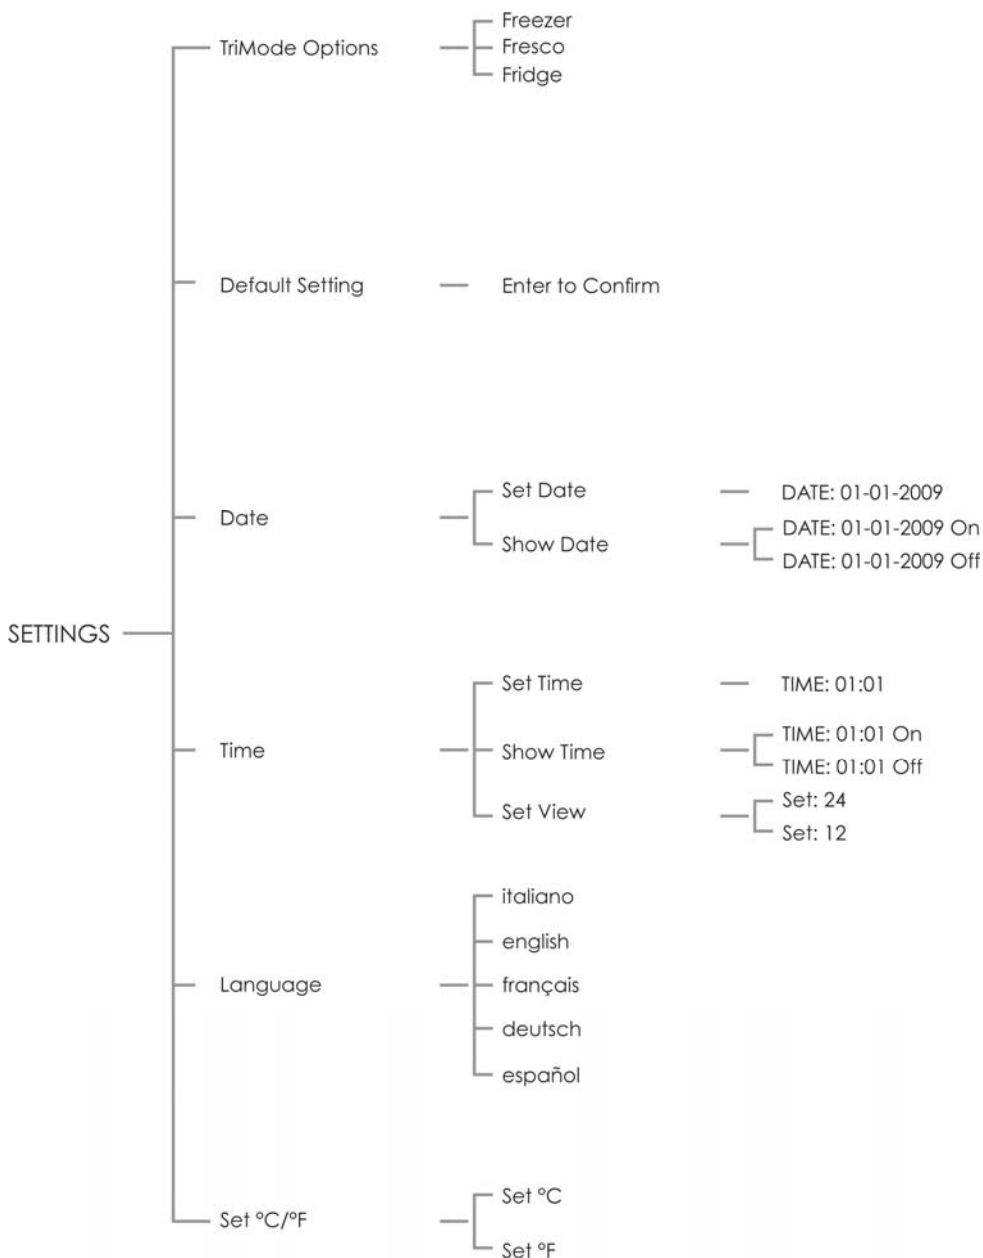 Freezer
TriMode Options
Fresco
Fridge
Default Setting
Enter to Confirm
Set Date
DATE: 01-01-2009
Date
Show Date
DATE: 01-01-2009 On
DATE: 01-01-2009 Off
SETTINGS
Set Time
TIME: 01:01
Time
Show Time
TIME: 01:01 On
TIME: 01:01 Off
Set View
Set: 24
Set: 12
italiano
english
Language
français
deutsch
español
Set °C/°F
Set °C
Set °F